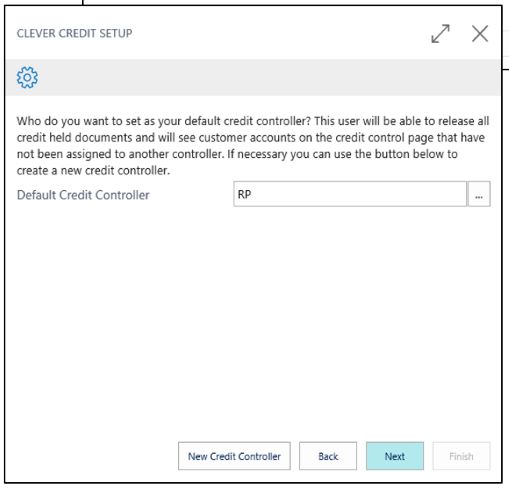 CLEVER CREDIT SETUP
Who do you want to set as your default credit controller? This user will be able to release all
credit held documents and will see customer accounts on the credit control page that have
not been assigned to another controller. If necessary you can use the button below to
create a new credit controller.
Default Credit Controller RP ...
New Credit Controller Back Next Finish